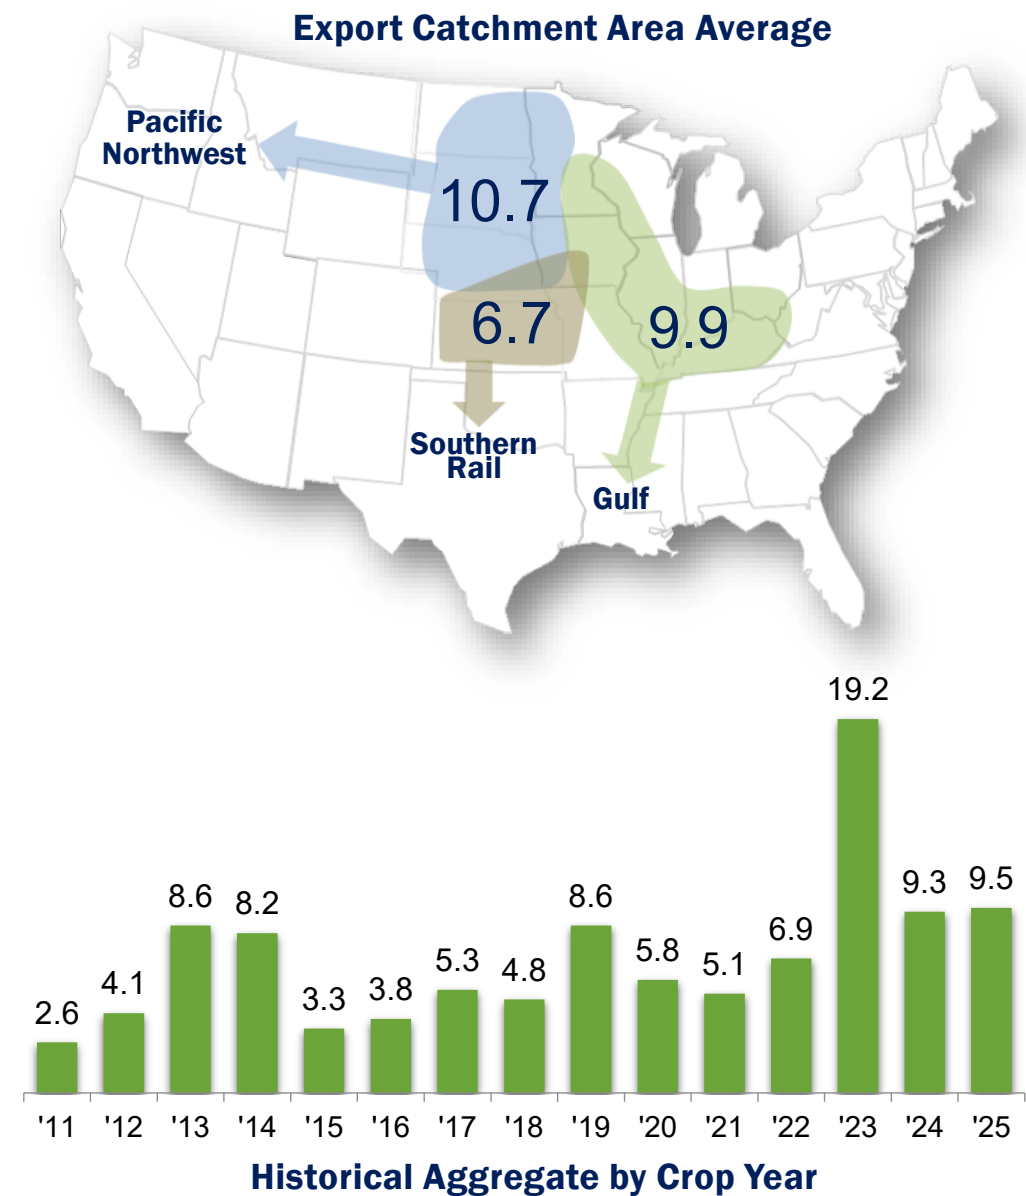 Export Catchment Area Average
Pacific
Northwest
10.7
6.7
9.9
Southern
Rail
Gulf
19.2
8.6
8.2
8.6
9.3
9.5
2.6
4.1
3.3
3.8
5.3
4.8
5.8
5.1
6.9
'11 '12 '13 '14 '15 '16 '17 '18 '19 '20 '21 '22 '23 '24 '25
Historical Aggregate by Crop Year